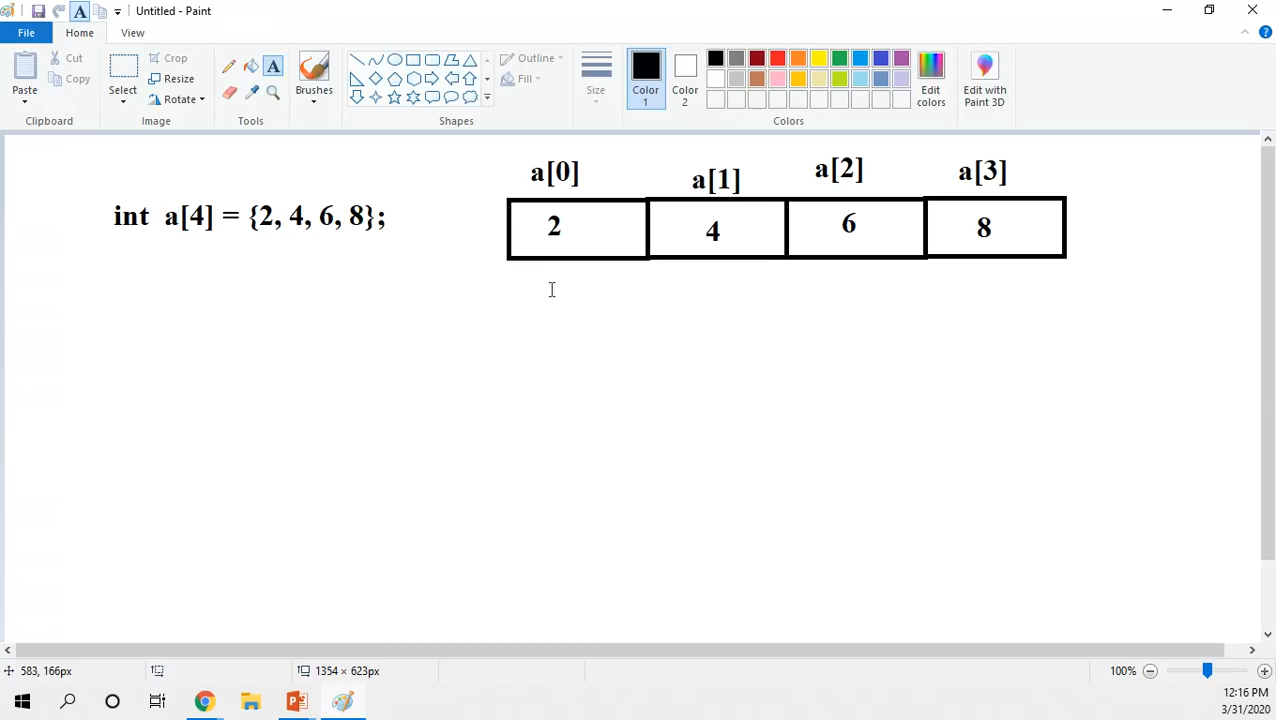 Untitled - Paint
File Home View
Paste
Cut
Copy
Clipboard
Select
Crop
Resize
Rotate
Image
A
Tools
Brushes
Outline
Fill
Shapes
Size
Color 1
Color 2
Edit colors
Colors
Edit with Paint 3D
a[0] a[1] a[2] a[3]
int a[4] = {2, 4, 6, 8};
2 4 6 8
583, 166px
1354 × 623px
100%
12:16 PM
3/31/2020